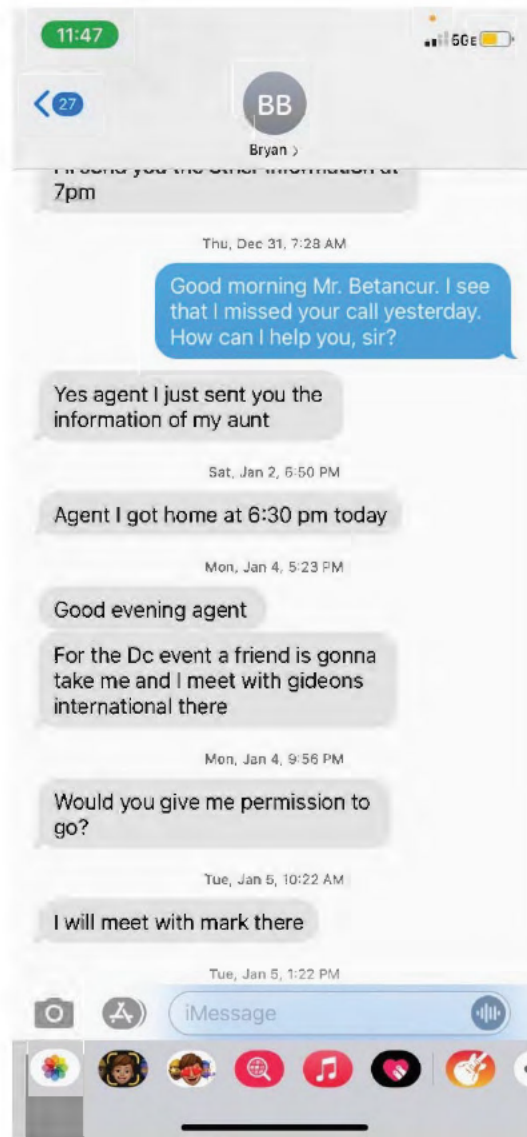 11:47
5GE
27
BB
Bryan >
7pm
Thu, Dec 31, 7:28 AM
Good morning Mr. Betancur. I see
that I missed your call yesterday.
How can I help you, sir?
Yes agent I just sent you the
information of my aunt
Sat, Jan 2, 6:50 PM
Agent I got home at 6:30 pm today
Mon, Jan 4, 5:23 PM
Good evening agent
For the Dc event a friend is gonna
take me and I meet with gideons
international there
Mon, Jan 4, 9:56 PM
Would you give me permission to
go?
Tue, Jan 5, 10:22 AM
I will meet with mark there
Tue, Jan 5, 1:22 PM
iMessage